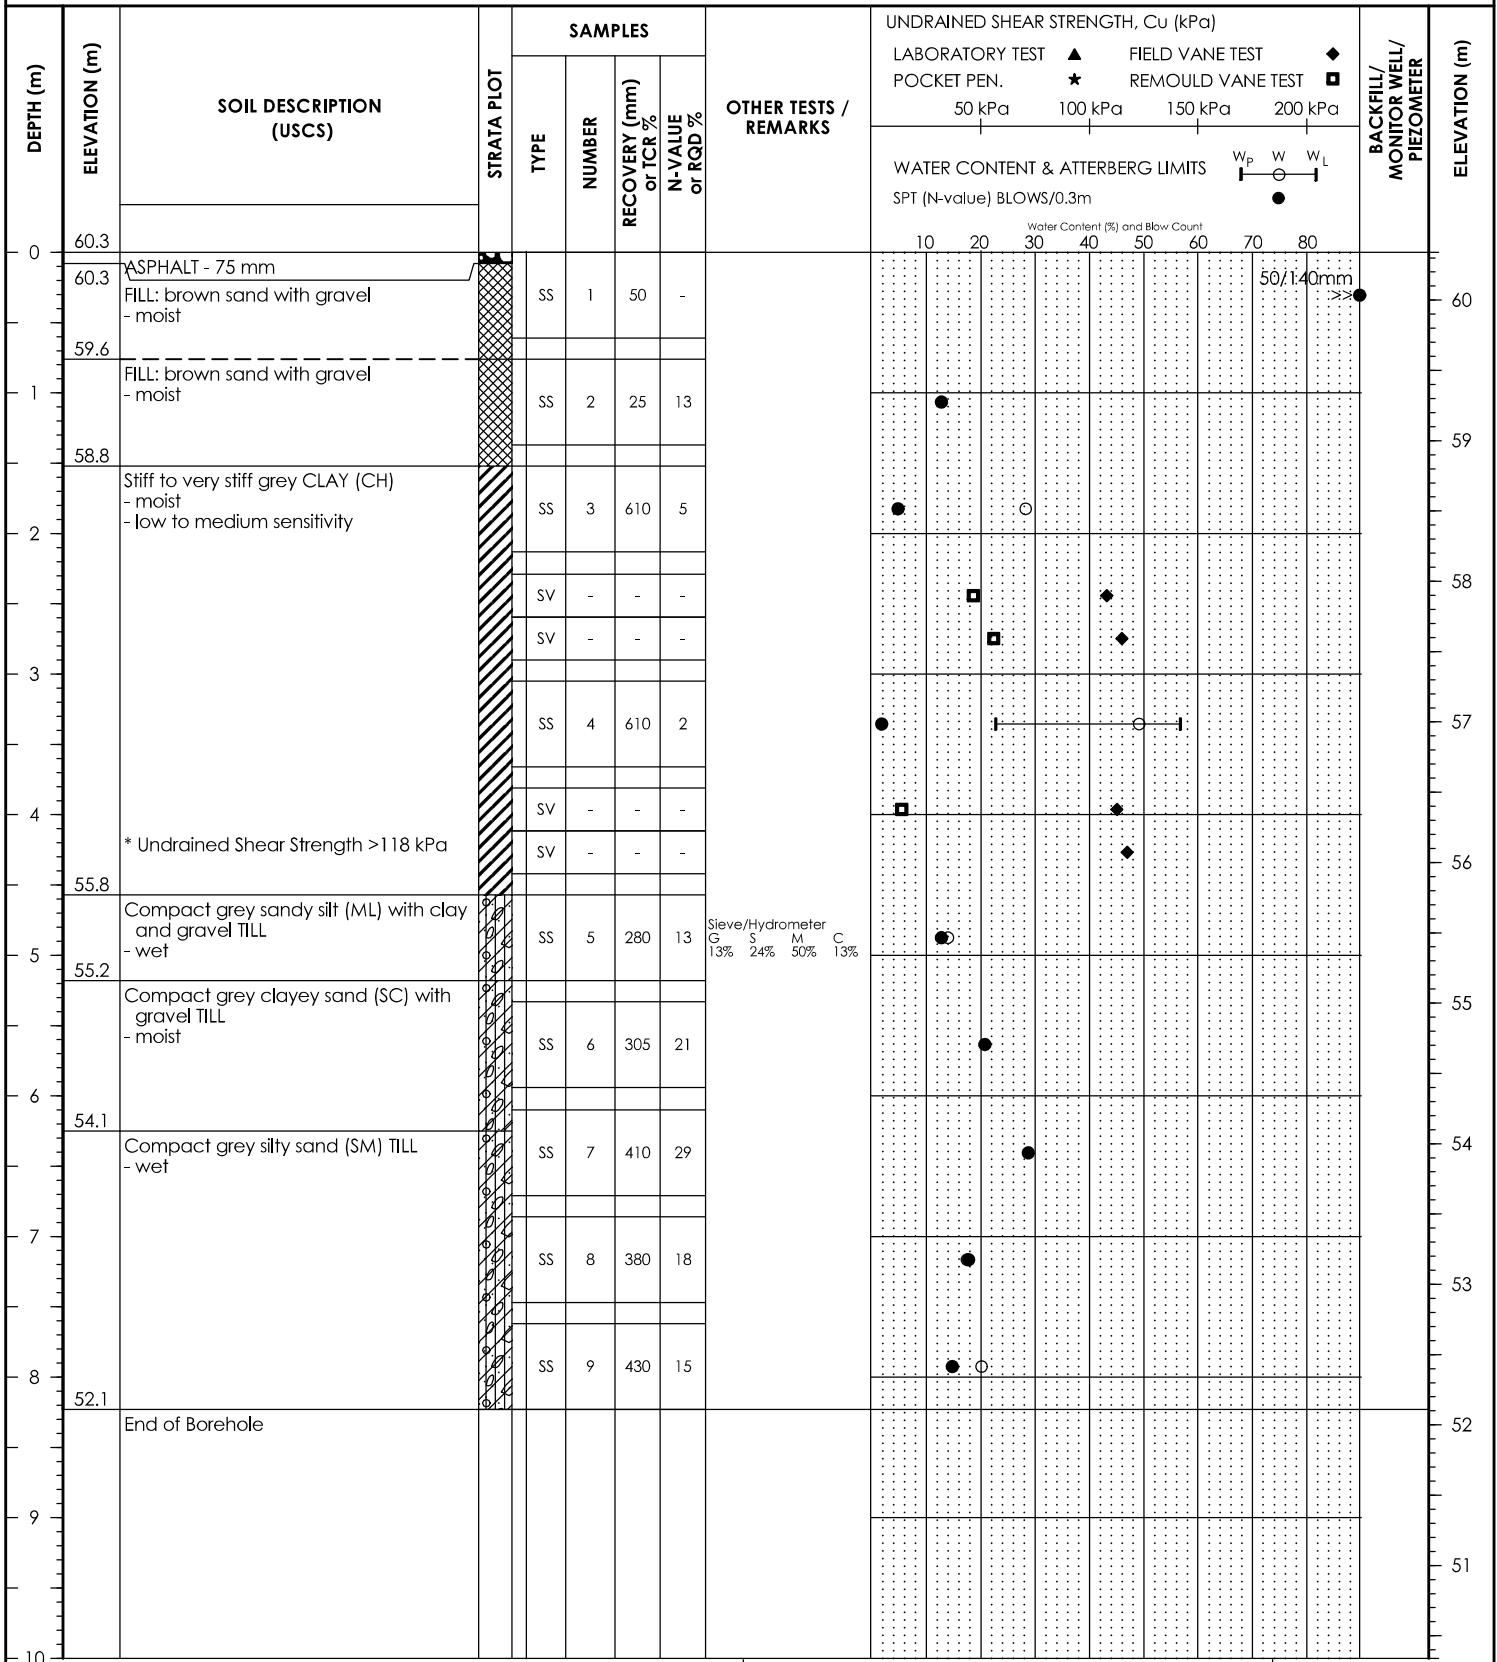 DEPTH (m)
ELEVATION (m)
SOIL DESCRIPTION
(USCS)
STRATA PLOT
SAMPLES
TYPE
NUMBER
RECOVERY (mm)
or TCR %
N-VALUE
or RQD %
OTHER TESTS /
REMARKS
UNDRAINED SHEAR STRENGTH, Cu (kPa)
LABORATORY TEST ▲ FIELD VANE TEST ◆
POCKET PEN. ★ REMOULD VANE TEST
50 kPa 100 kPa 150 kPa 200 kPa
WATER CONTENT & ATTERBERG LIMITS
WP W WL
SPT (N-value) BLOWS/0.3m ●
Water Content (%) and Blow Count
10 20 30 40 50 60 70 80
BACKFILL/
MONITOR WELL/
PIEZOMETER
ELEVATION (m)
0 60.3
60.3 ASPHALT - 75 mm
FILL: brown sand with gravel
- moist
SS 1 50 -
50/140mm
>>
60
59.6
FILL: brown sand with gravel
1 - moist
SS 2 25 13
59
58.8
Stiff to very stiff grey CLAY (CH)
- moist
- low to medium sensitivity
SS 3 610 5
2
SV - - -
58
SV - - -
3
SS 4 610 2
57
SV - - -
4
* Undrained Shear Strength >118 kPa
SV - - -
56
55.8
Compact grey sandy silt (ML) with clay
and gravel TILL
- wet
SS 5 280 13
Sieve/Hydrometer
G S M C
13% 24% 50% 13%
5
55.2
Compact grey clayey sand (SC) with
gravel TILL
- moist
55
SS 6 305 21
6
54.1
Compact grey silty sand (SM) TILL
- wet
SS 7 410 29
54
7
SS 8 380 18
53
SS 9 430 15
8
52.1
End of Borehole
52
9
51
10